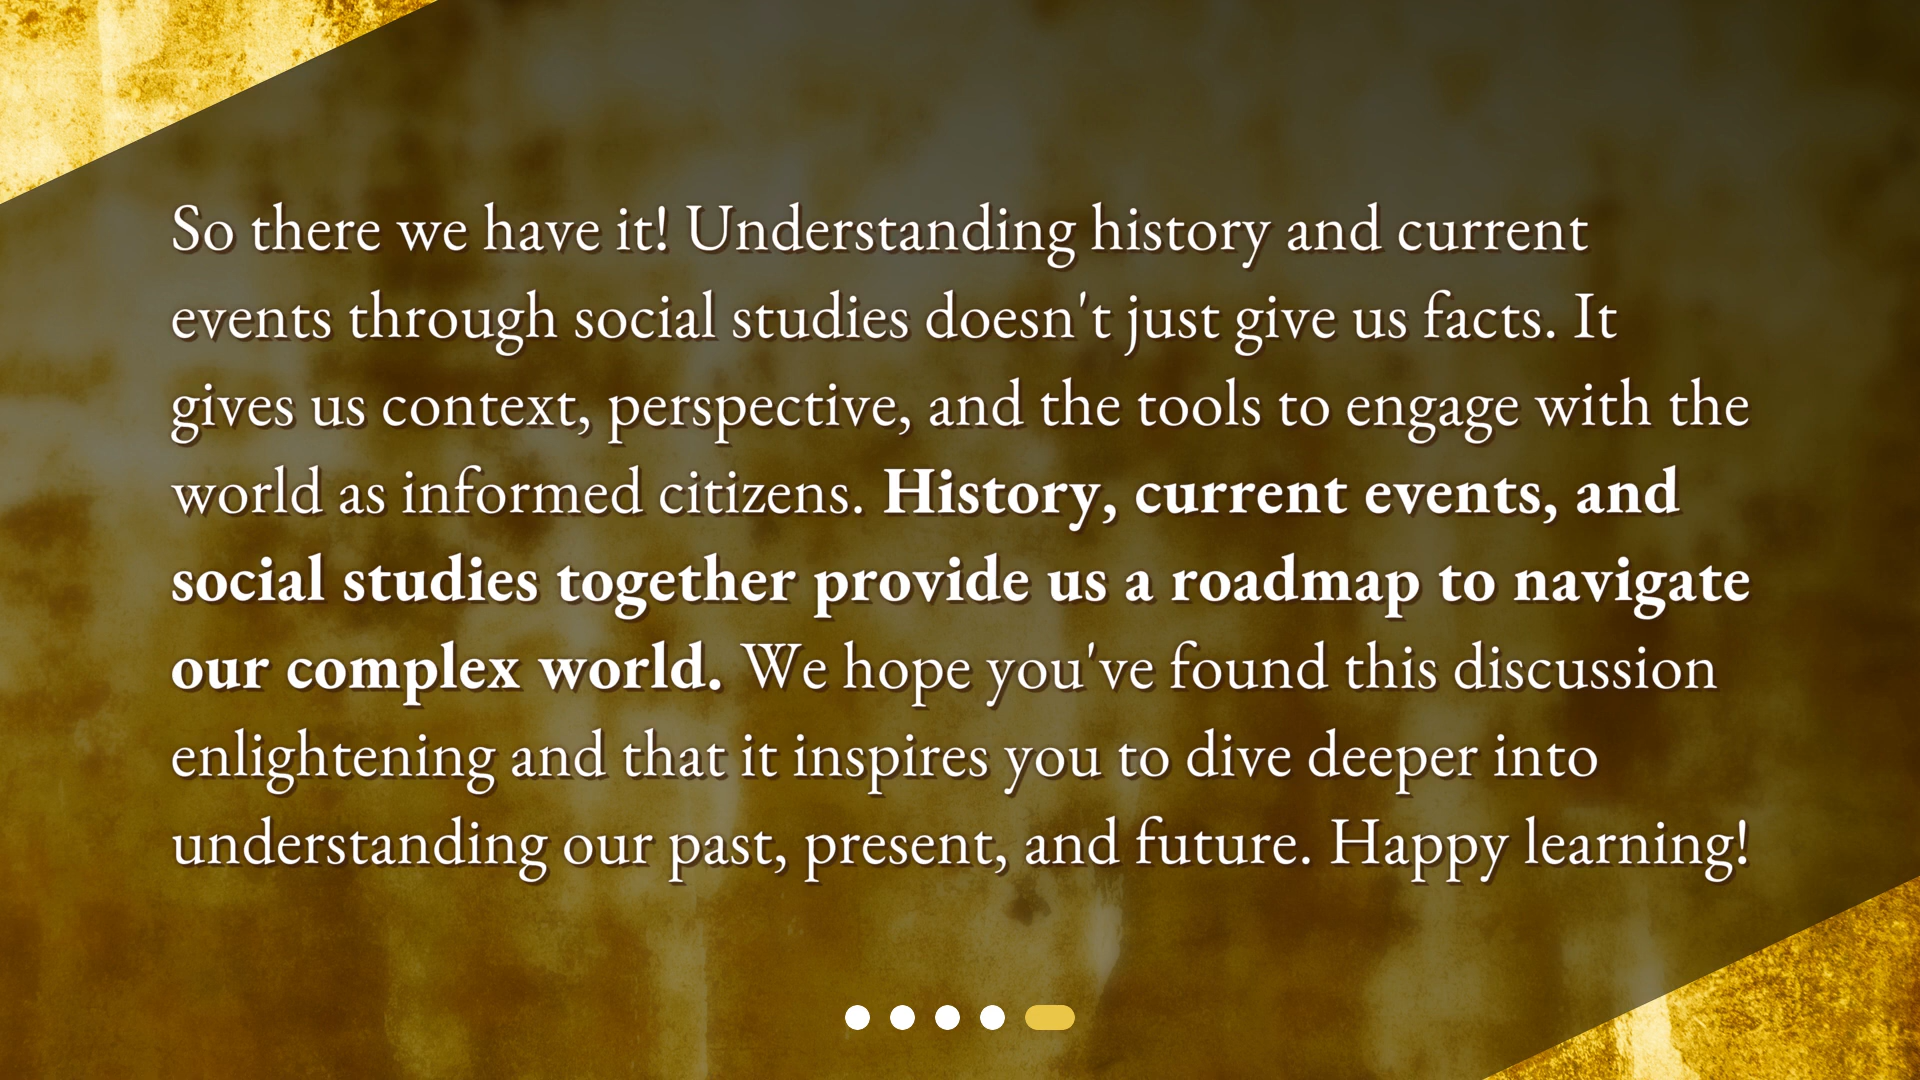 So there we have it! Understanding history and current
events through social studies doesn't just give us facts. It
gives us context, perspective, and the tools to engage with the
world as informed citizens. History, current events, and
social studies together provide us a roadmap to navigate
our complex world. We hope you've found this discussion
enlightening and that it inspires you to dive deeper into
understanding our past, present, and future. Happy learning!